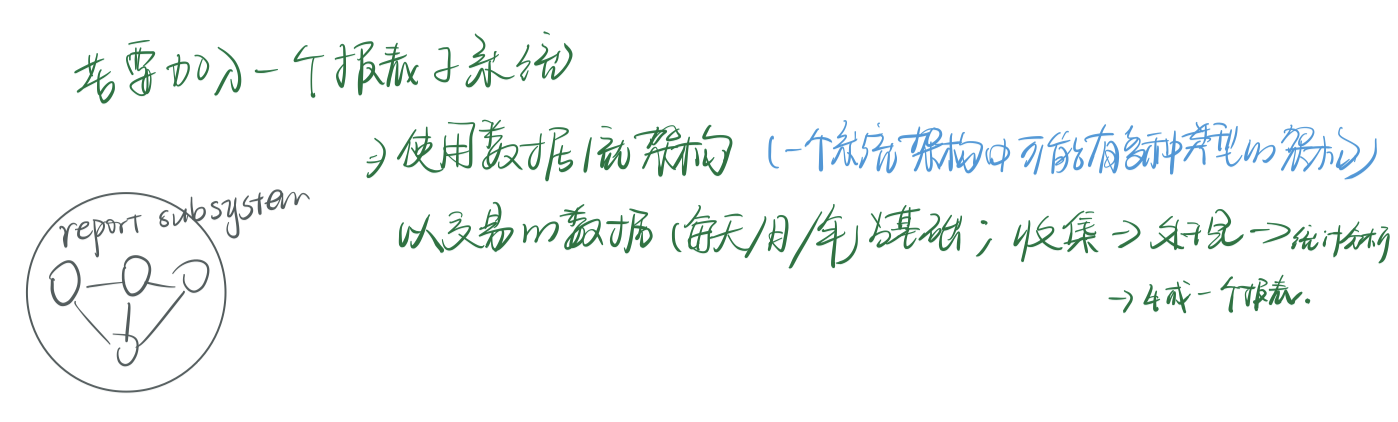 若要加入一个报表子系统
⇒使用数据流架构 (一个系统架构中可能有多种类型的架构)
report subsystem
以交易的数据(每天/月/年)为基础；收集→处理→统计分析
→生成一个报表.